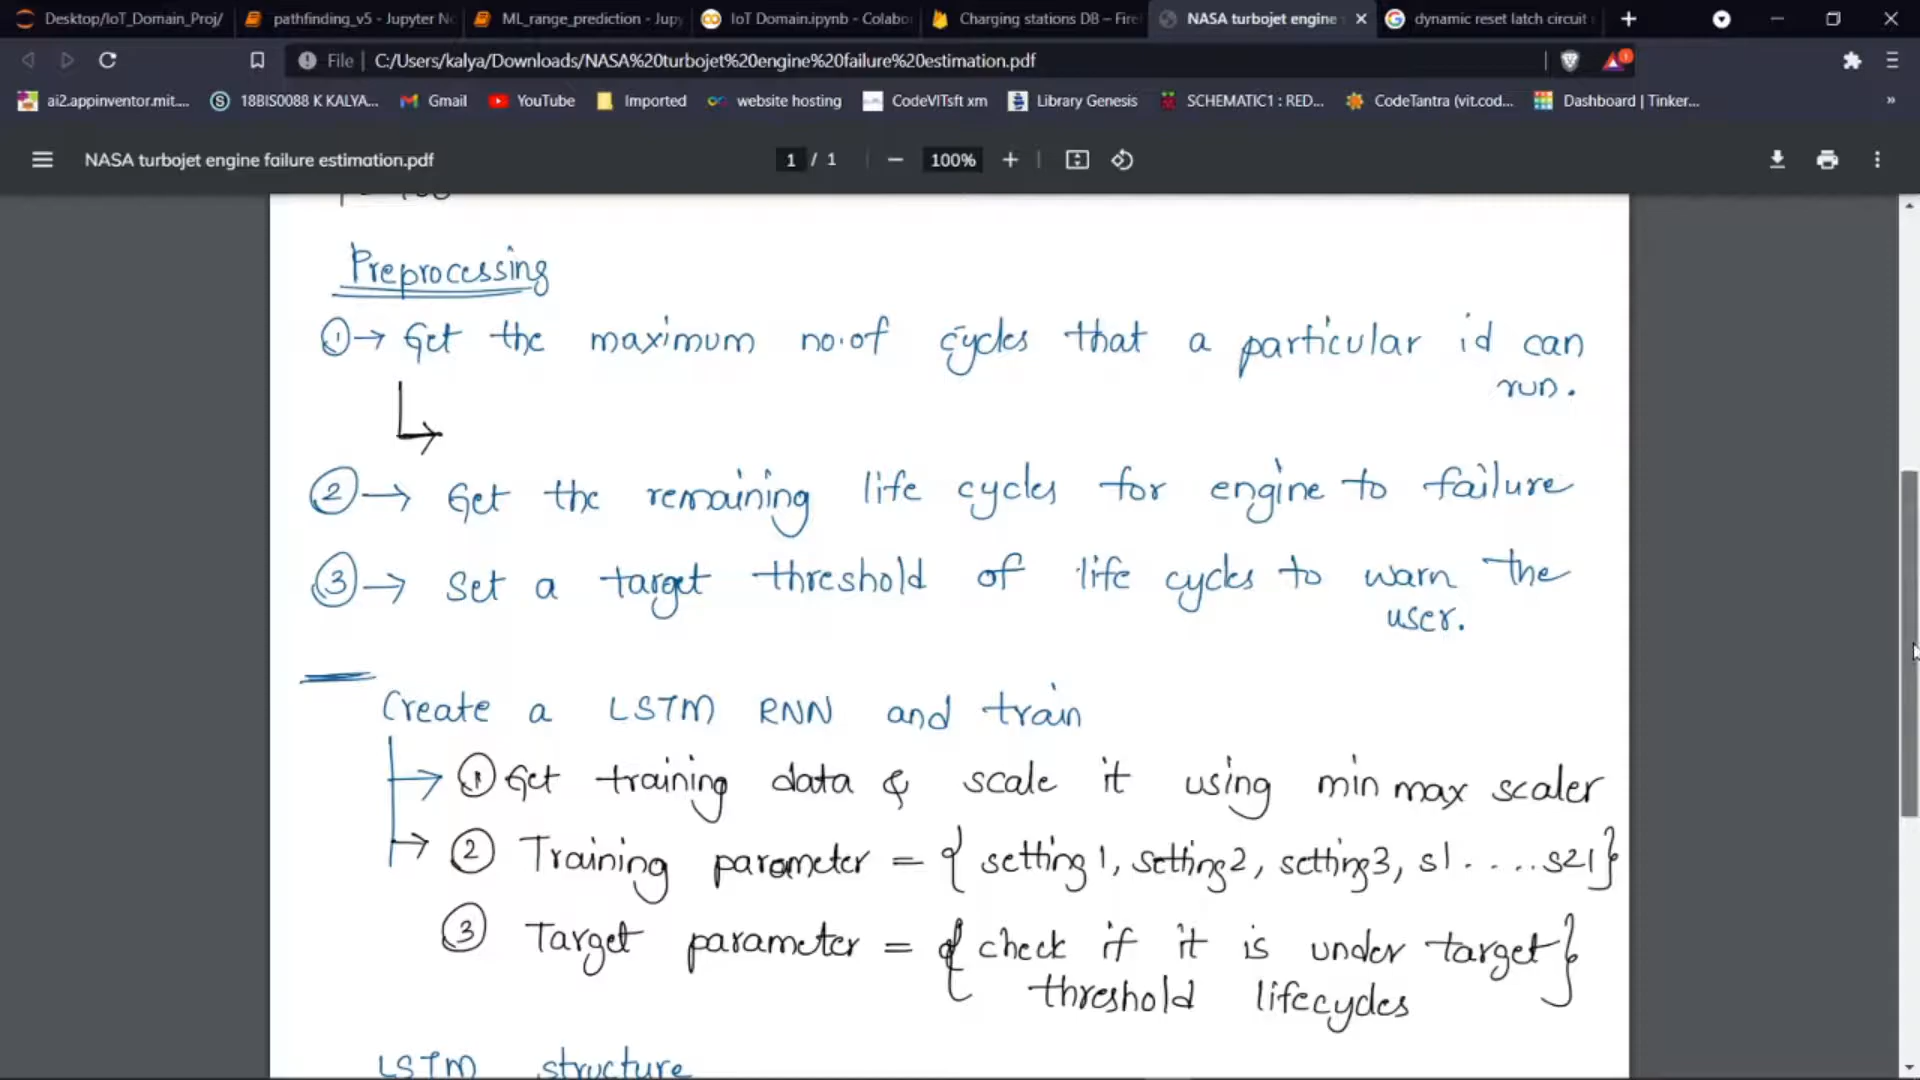 Desktop/IoT_Domain_Proj/
pathfinding_v5 - Jupyter No
ML_range_prediction - Jupy
IoT Domain.ipynb - Colabo
Charging stations DB – Fire
NASA turbojet engine
dynamic reset latch circuit
File
C:/Users/kalya/Downloads/NASA%20turbojet%20engine%20failure%20estimation.pdf
1
ai2.appinventor.mit....
18BIS0088 K KALYA...
Gmail
YouTube
Imported
website hosting
CodeVITsft xm
Library Genesis
SCHEMATIC1 : RED...
CodeTantra (vit.cod...
Dashboard | Tinker...
»
NASA turbojet engine failure estimation.pdf
1 / 1
100%
Preprocessing
① → Get the maximum no.of cycles that a particular id can
run.
② → Get the remaining life cycles for engine to failure
③ → Set a target threshold of life cycles to warn the
user.
Create a LSTM RNN and train
→ ① Get training data & scale it using min max scaler
→ ② Training parameter = { setting 1, setting2, setting3, s1 . . . . . s21}
③ Target parameter = { check if it is under target }
threshold lifecycles
LSTM structure